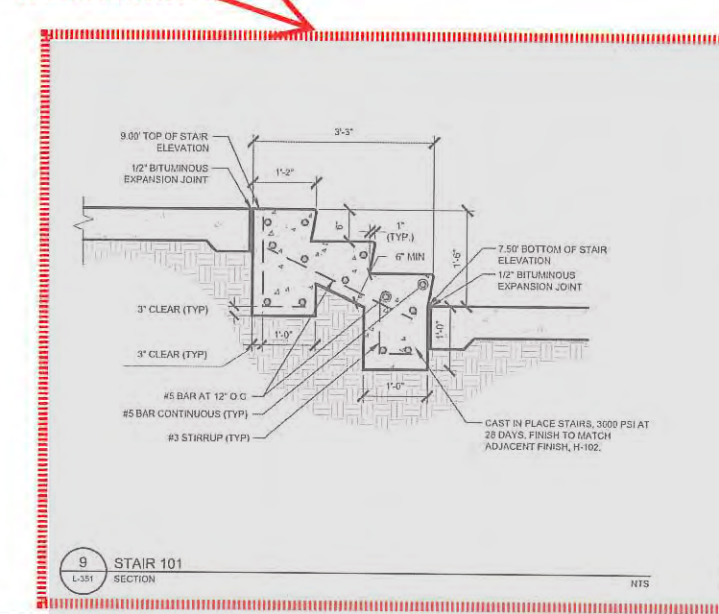 9.00' TOP OF STAIR
ELEVATION
1/2" BITUMINOUS
EXPANSION JOINT
3'-3"
1'-2"
6"
1"
(TYP.)
6" MIN
1'-6"
7.50' BOTTOM OF STAIR
ELEVATION
1/2" BITUMINOUS
EXPANSION JOINT
3" CLEAR (TYP)
1'-0"
1'-0"
3" CLEAR (TYP)
1'-0"
#5 BAR AT 12" O.C
#5 BAR CONTINUOUS (TYP)
#3 STIRRUP (TYP)
CAST IN PLACE STAIRS, 3000 PSI AT
28 DAYS. FINISH TO MATCH
ADJACENT FINISH, H-102.
9
L-351
STAIR 101
SECTION
NTS